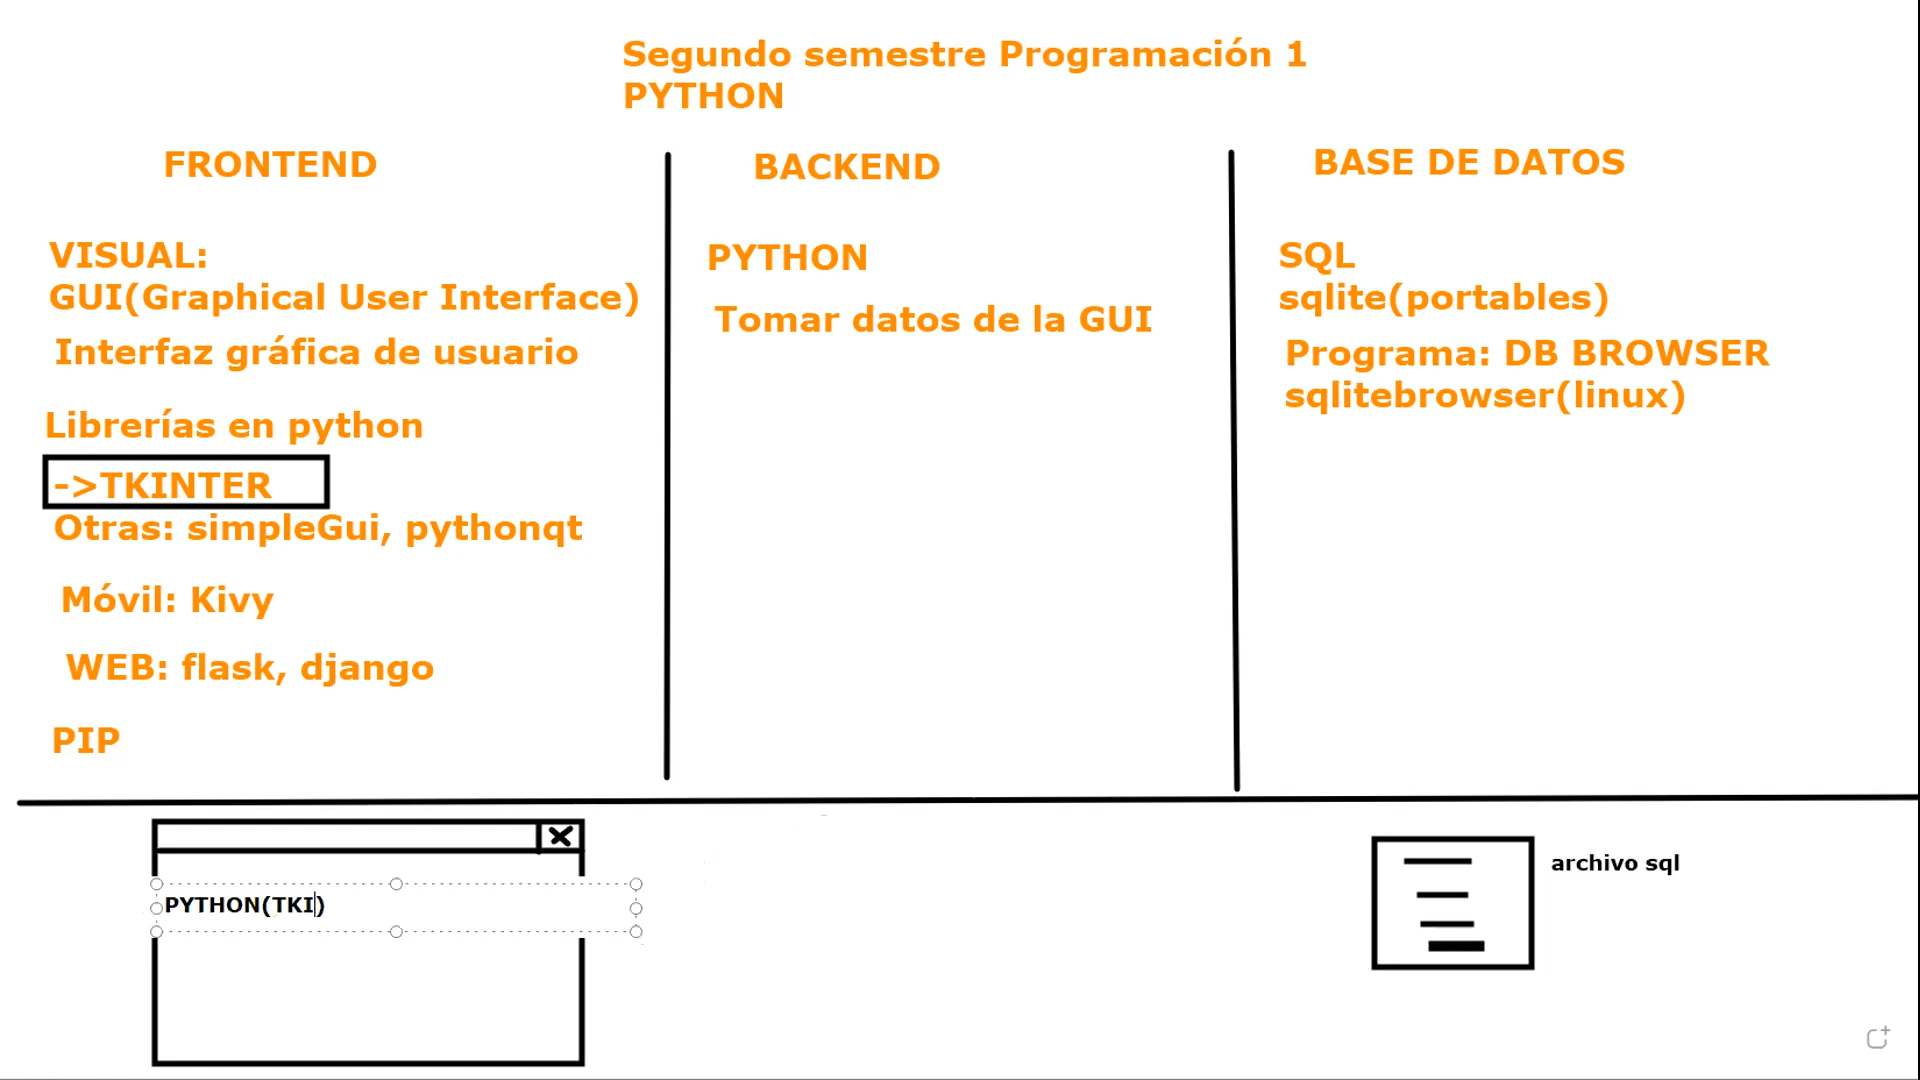 Segundo semestre Programación 1
PYTHON
FRONTEND
VISUAL:
GUI(Graphical User Interface)
Interfaz gráfica de usuario
Librerías en python
->TKINTER
Otras: simpleGui, pythonqt
Móvil: Kivy
WEB: flask, django
PIP
BACKEND
PYTHON
Tomar datos de la GUI
BASE DE DATOS
SQL
sqlite(portables)
Programa: DB BROWSER
sqlitebrowser(linux)
PYTHON(TKI)
archivo sql